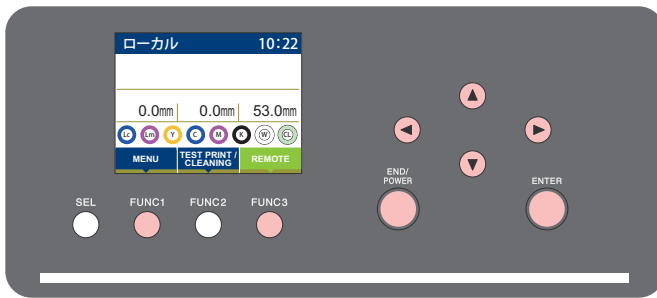 ローカル 10:22
0.0mm 0.0mm 53.0mm
Lc Lm Y C M K W CL
MENU TEST PRINT / CLEANING REMOTE
END/
POWER
ENTER
SEL FUNC1 FUNC2 FUNC3